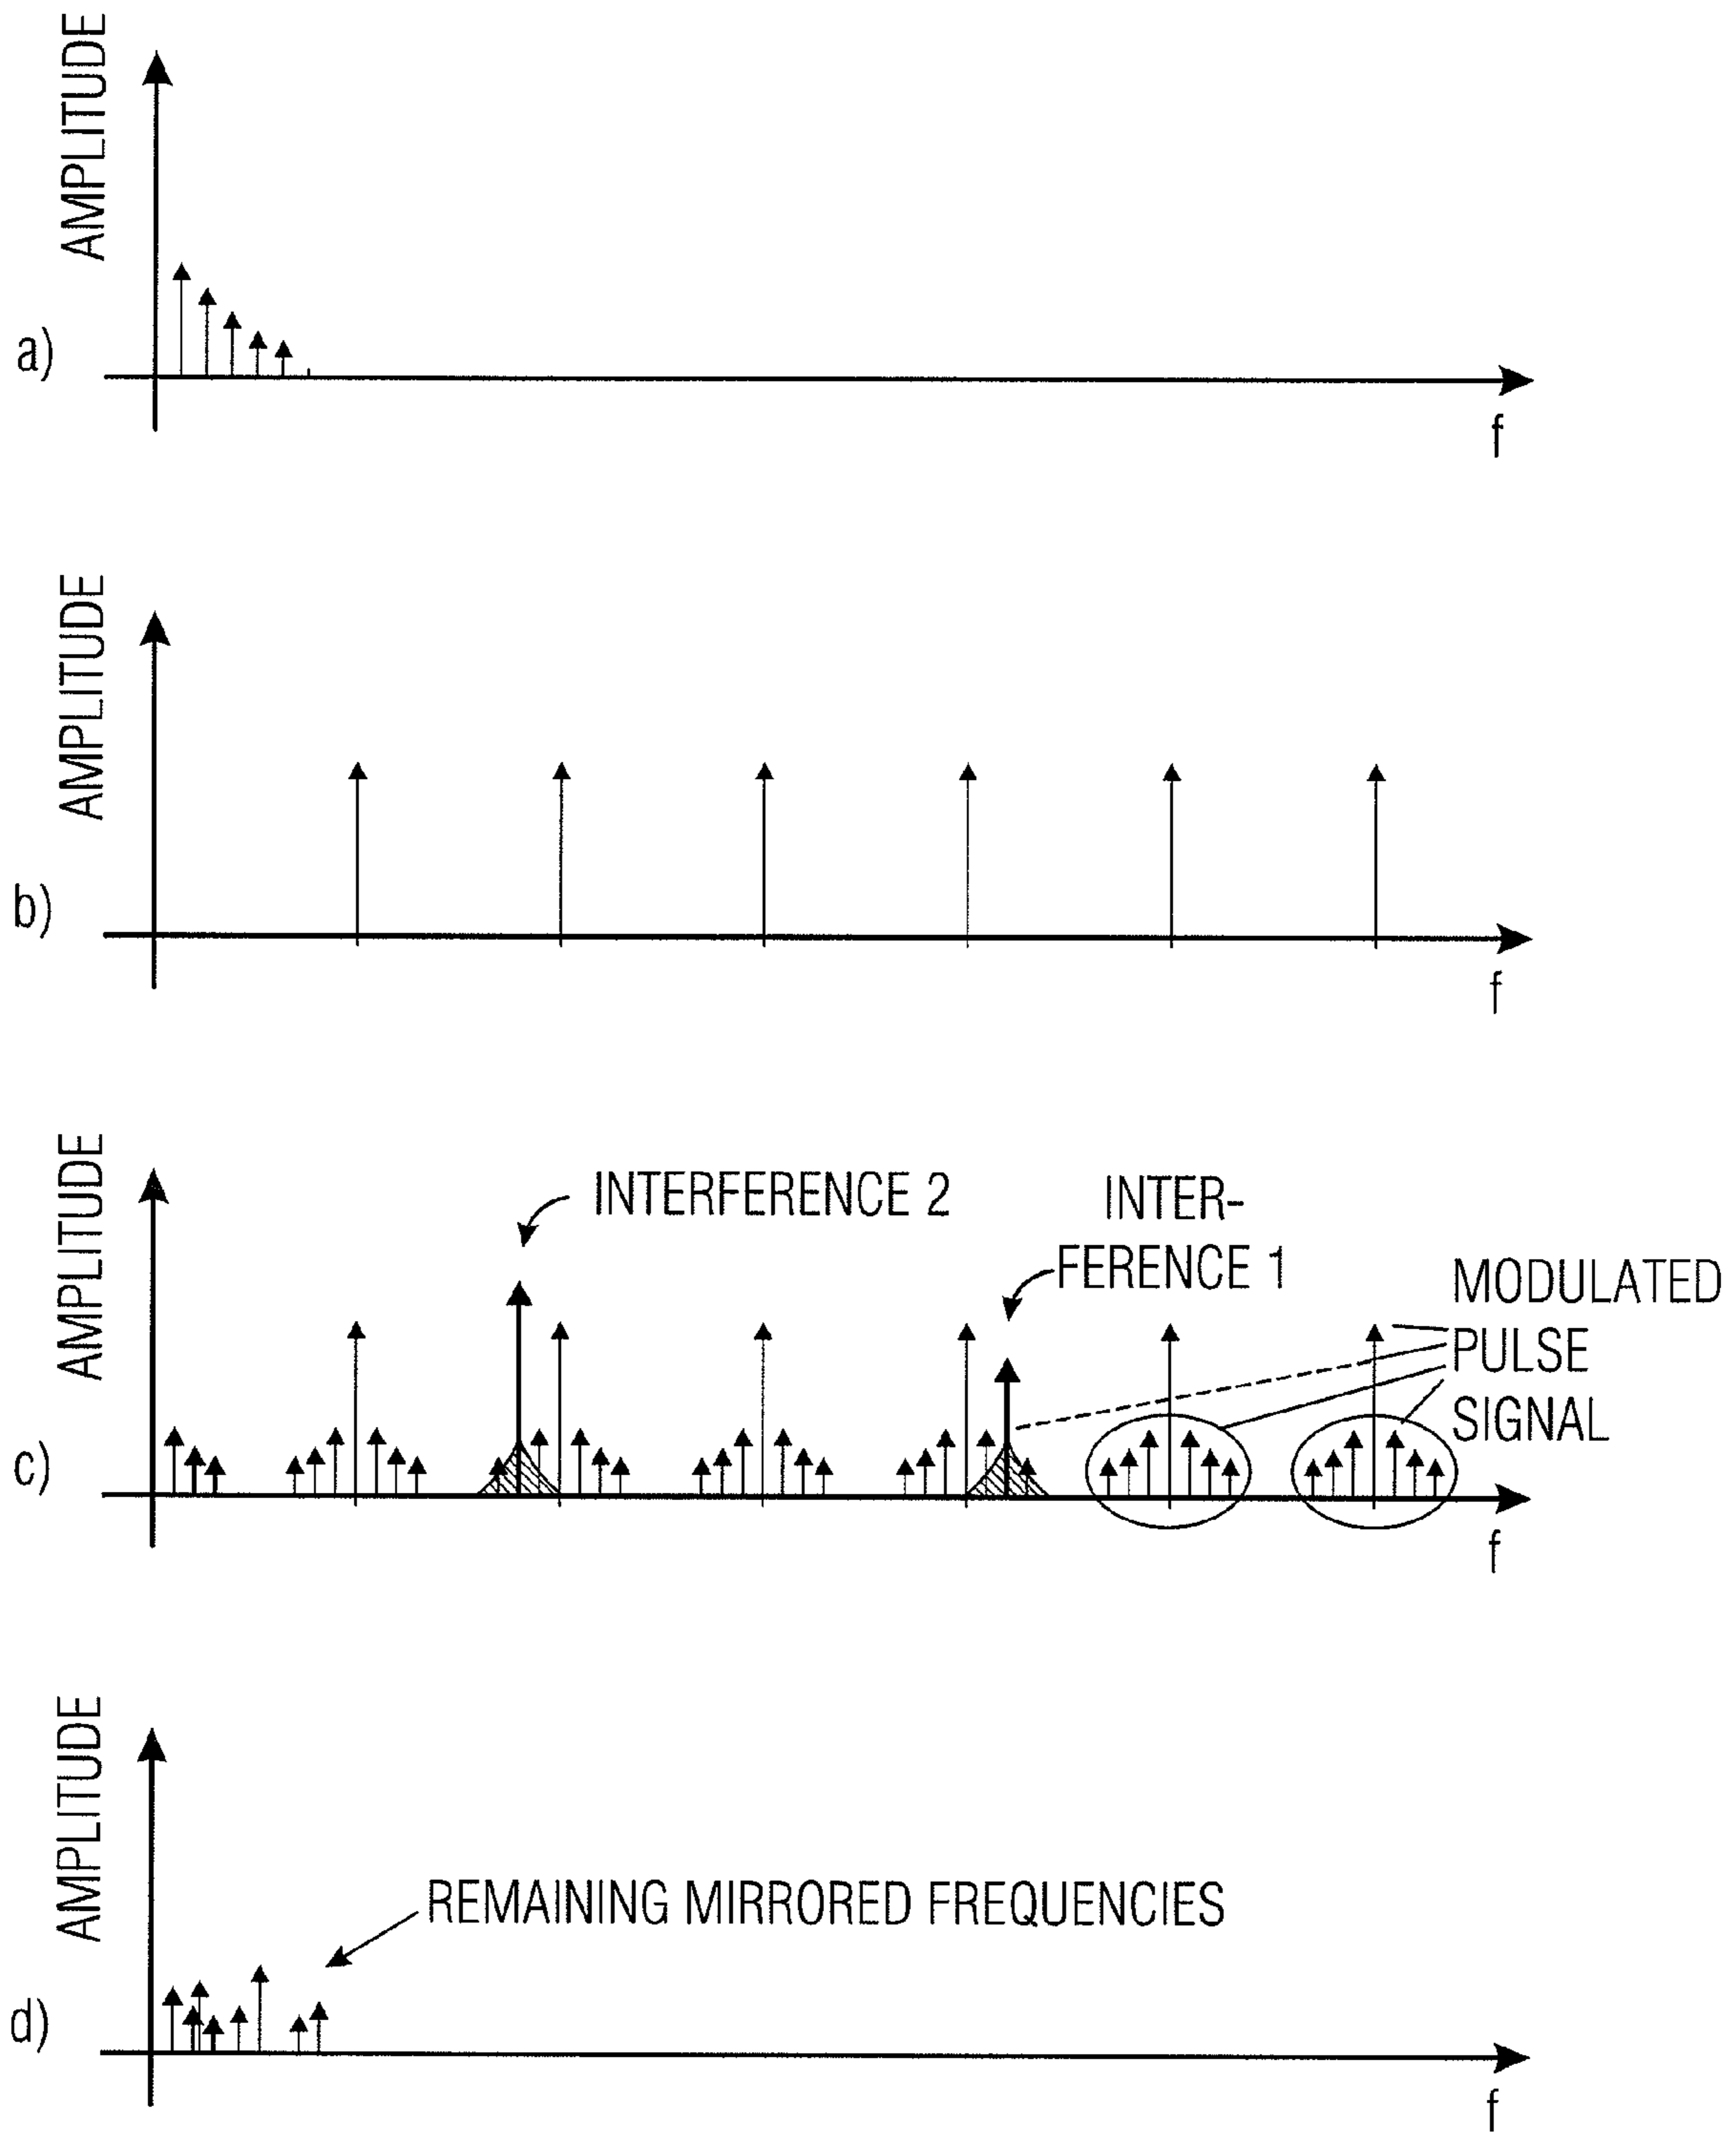 AMPLITUDE
a)
f
AMPLITUDE
b)
f
AMPLITUDE
INTERFERENCE 2
INTER-
FERENCE 1
MODULATED
PULSE
SIGNAL
c)
f
AMPLITUDE
REMAINING MIRRORED FREQUENCIES
d)
f